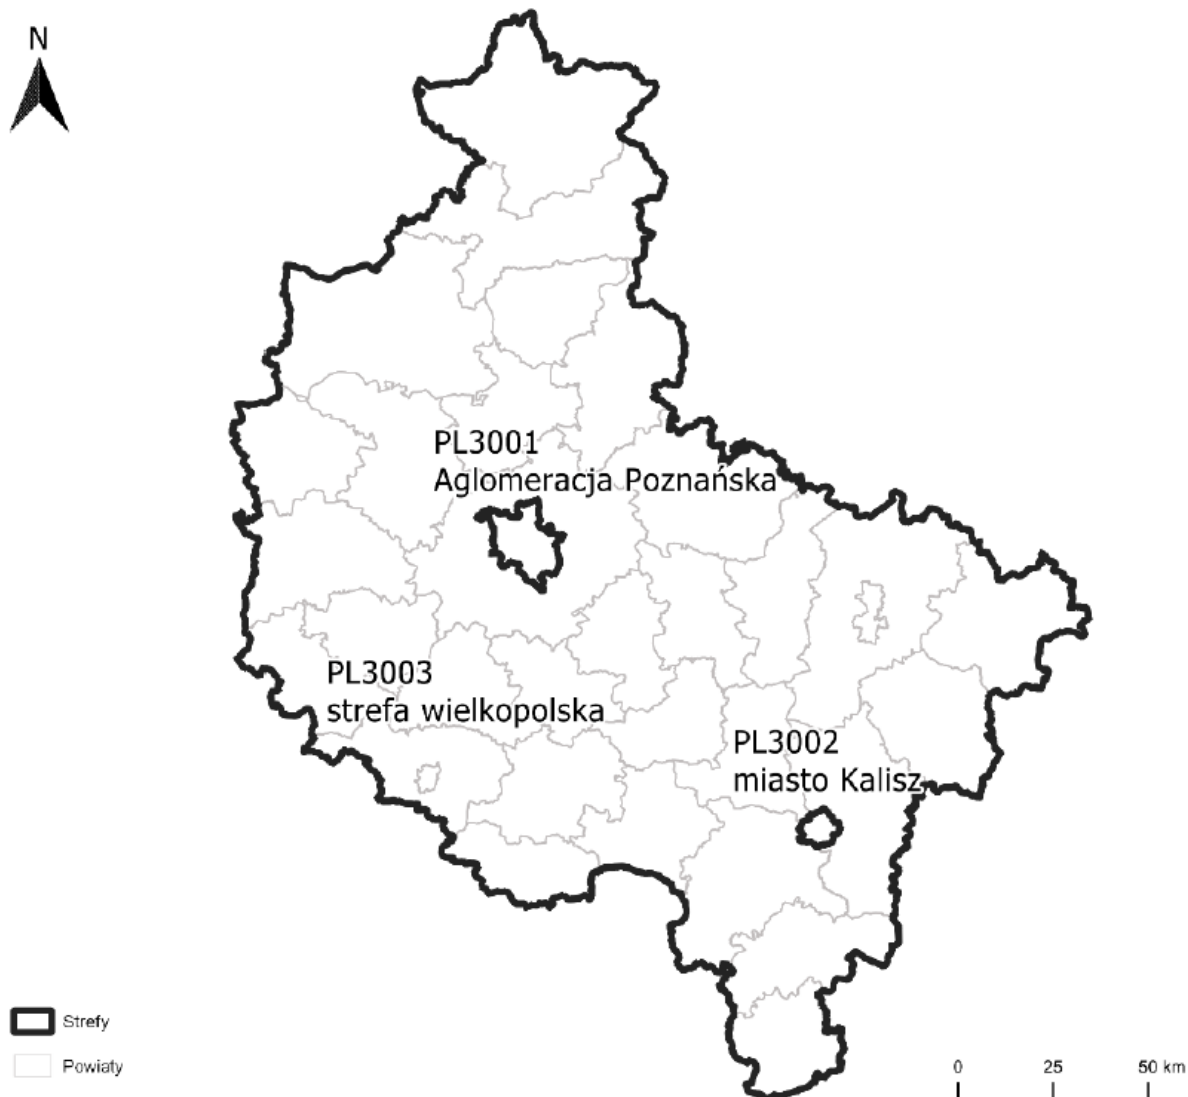 N
PL3001
Aglomeracja Poznańska
PL3003
strefa wielkopolska
PL3002
miasto Kalisz
Strefy
Powiaty
0 25 50 km